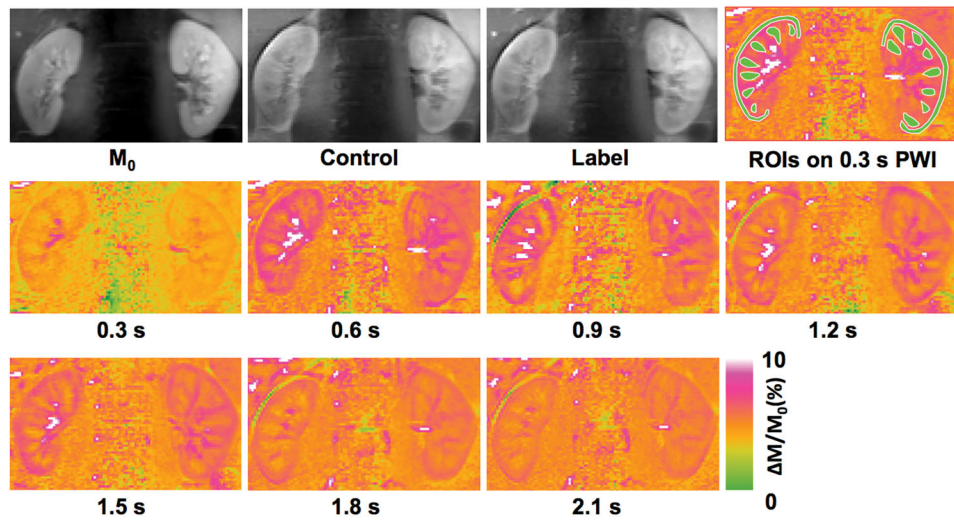 M₀ Control Label ROIs on 0.3 s PWI
0.3 s 0.6 s 0.9 s 1.2 s
10
ΔM/M₀(%)
0
1.5 s 1.8 s 2.1 s